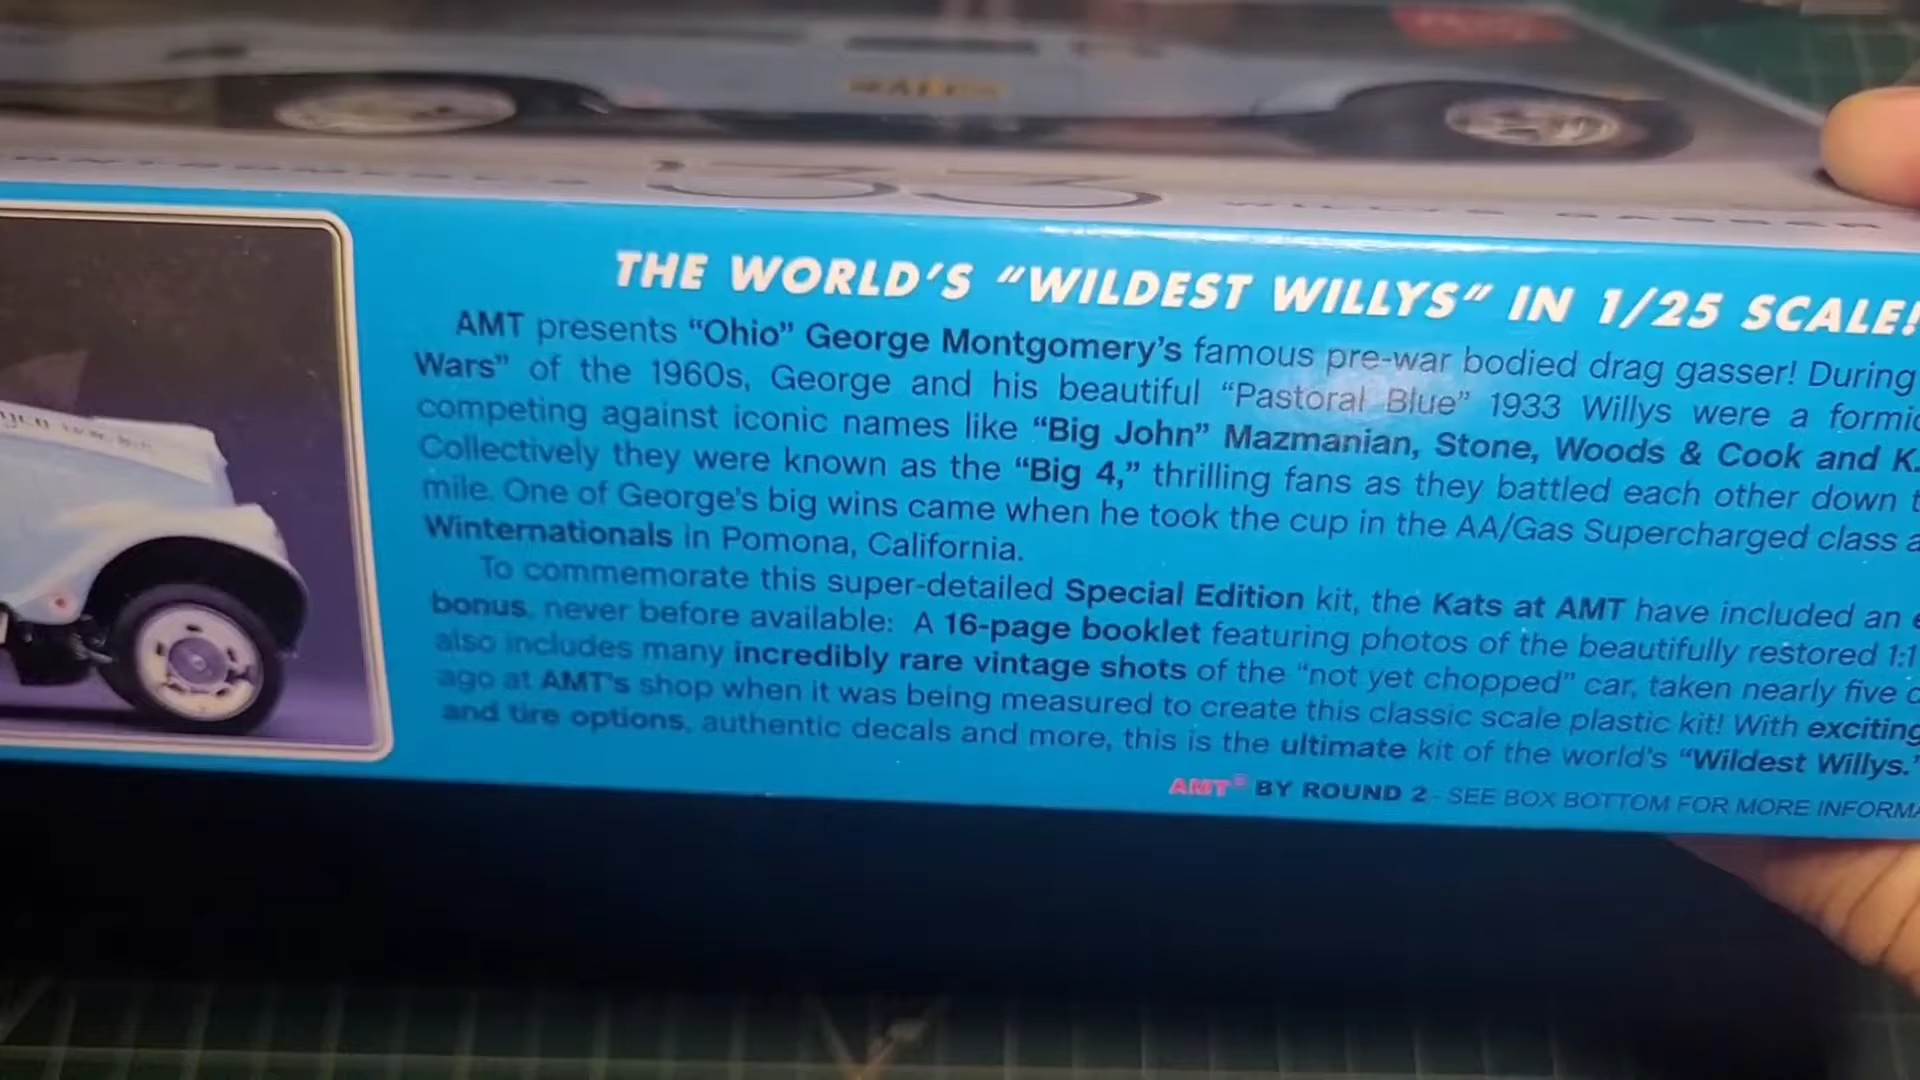 '33
THE WORLD'S “WILDEST WILLYS” IN 1/25 SCALE!
AMT presents “Ohio” George Montgomery's famous pre-war bodied drag gasser! During
Wars” of the 1960s, George and his beautiful “Pastoral Blue” 1933 Willys were a
competing against iconic names like “Big John” Mazmanian, Stone, Woods & Cook and K.
Collectively they were known as the “Big 4,” thrilling fans as they battled each other down
mile. One of George's big wins came when he took the cup in the AA/Gas Supercharged class
Winternationals in Pomona, California.
To commemorate this super-detailed Special Edition kit, the Kats at AMT have included an
bonus, never before available: A 16-page booklet featuring photos of the beautifully restored 1:1
also includes many incredibly rare vintage shots of the “not yet chopped” car, taken nearly five
ago at AMT's shop when it was being measured to create this classic scale plastic kit! With exciting
and tire options, authentic decals and more, this is the ultimate kit of the world's “Wildest Willys.”
AMT® BY ROUND 2 - SEE BOX BOTTOM FOR MORE